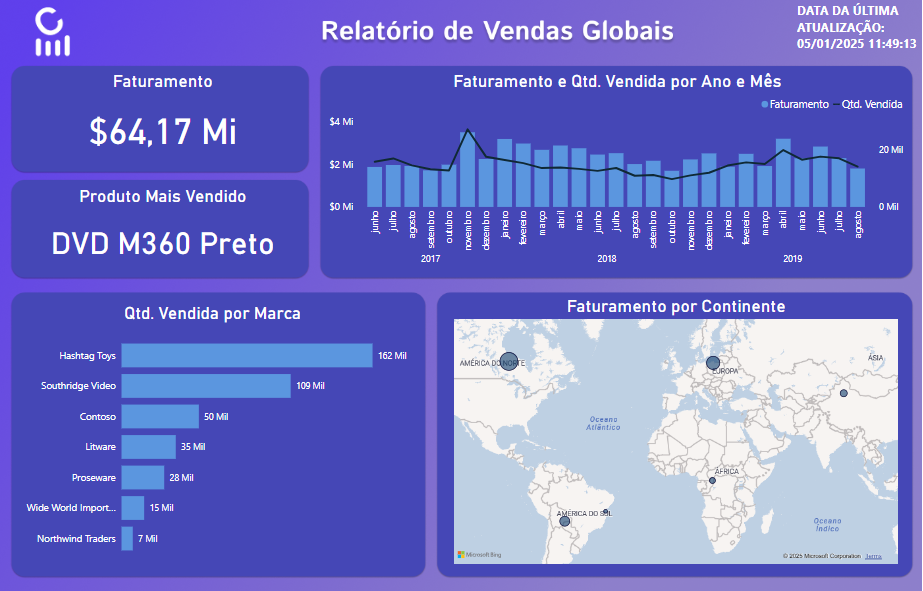 Relatório de Vendas Globais
DATA DA ÚLTIMA
ATUALIZAÇÃO:
05/01/2025 11:49:13
Faturamento
$64,17 Mi
Produto Mais Vendido
DVD M360 Preto
Faturamento e Qtd. Vendida por Ano e Mês
Faturamento Qtd. Vendida
$4 Mi
$2 Mi
$0 Mi
20 Mil
0 Mil
junho julho agosto setembro outubro novembro dezembro janeiro fevereiro março abril maio junho julho agosto setembro outubro novembro dezembro janeiro fevereiro março abril maio junho julho agosto
2017 2018 2019
Qtd. Vendida por Marca
Hashtag Toys 162 Mil
Southridge Video 109 Mil
Contoso 50 Mil
Litware 35 Mil
Proseware 28 Mil
Wide World Import... 15 Mil
Northwind Traders 7 Mil
Faturamento por Continente
AMÉRICA DO NORTE
EUROPA
ÁSIA
Oceano
Atlântico
ÁFRICA
AMÉRICA DO SUL
Oceano
Índico
Microsoft Bing
© 2025 Microsoft Corporation Terms